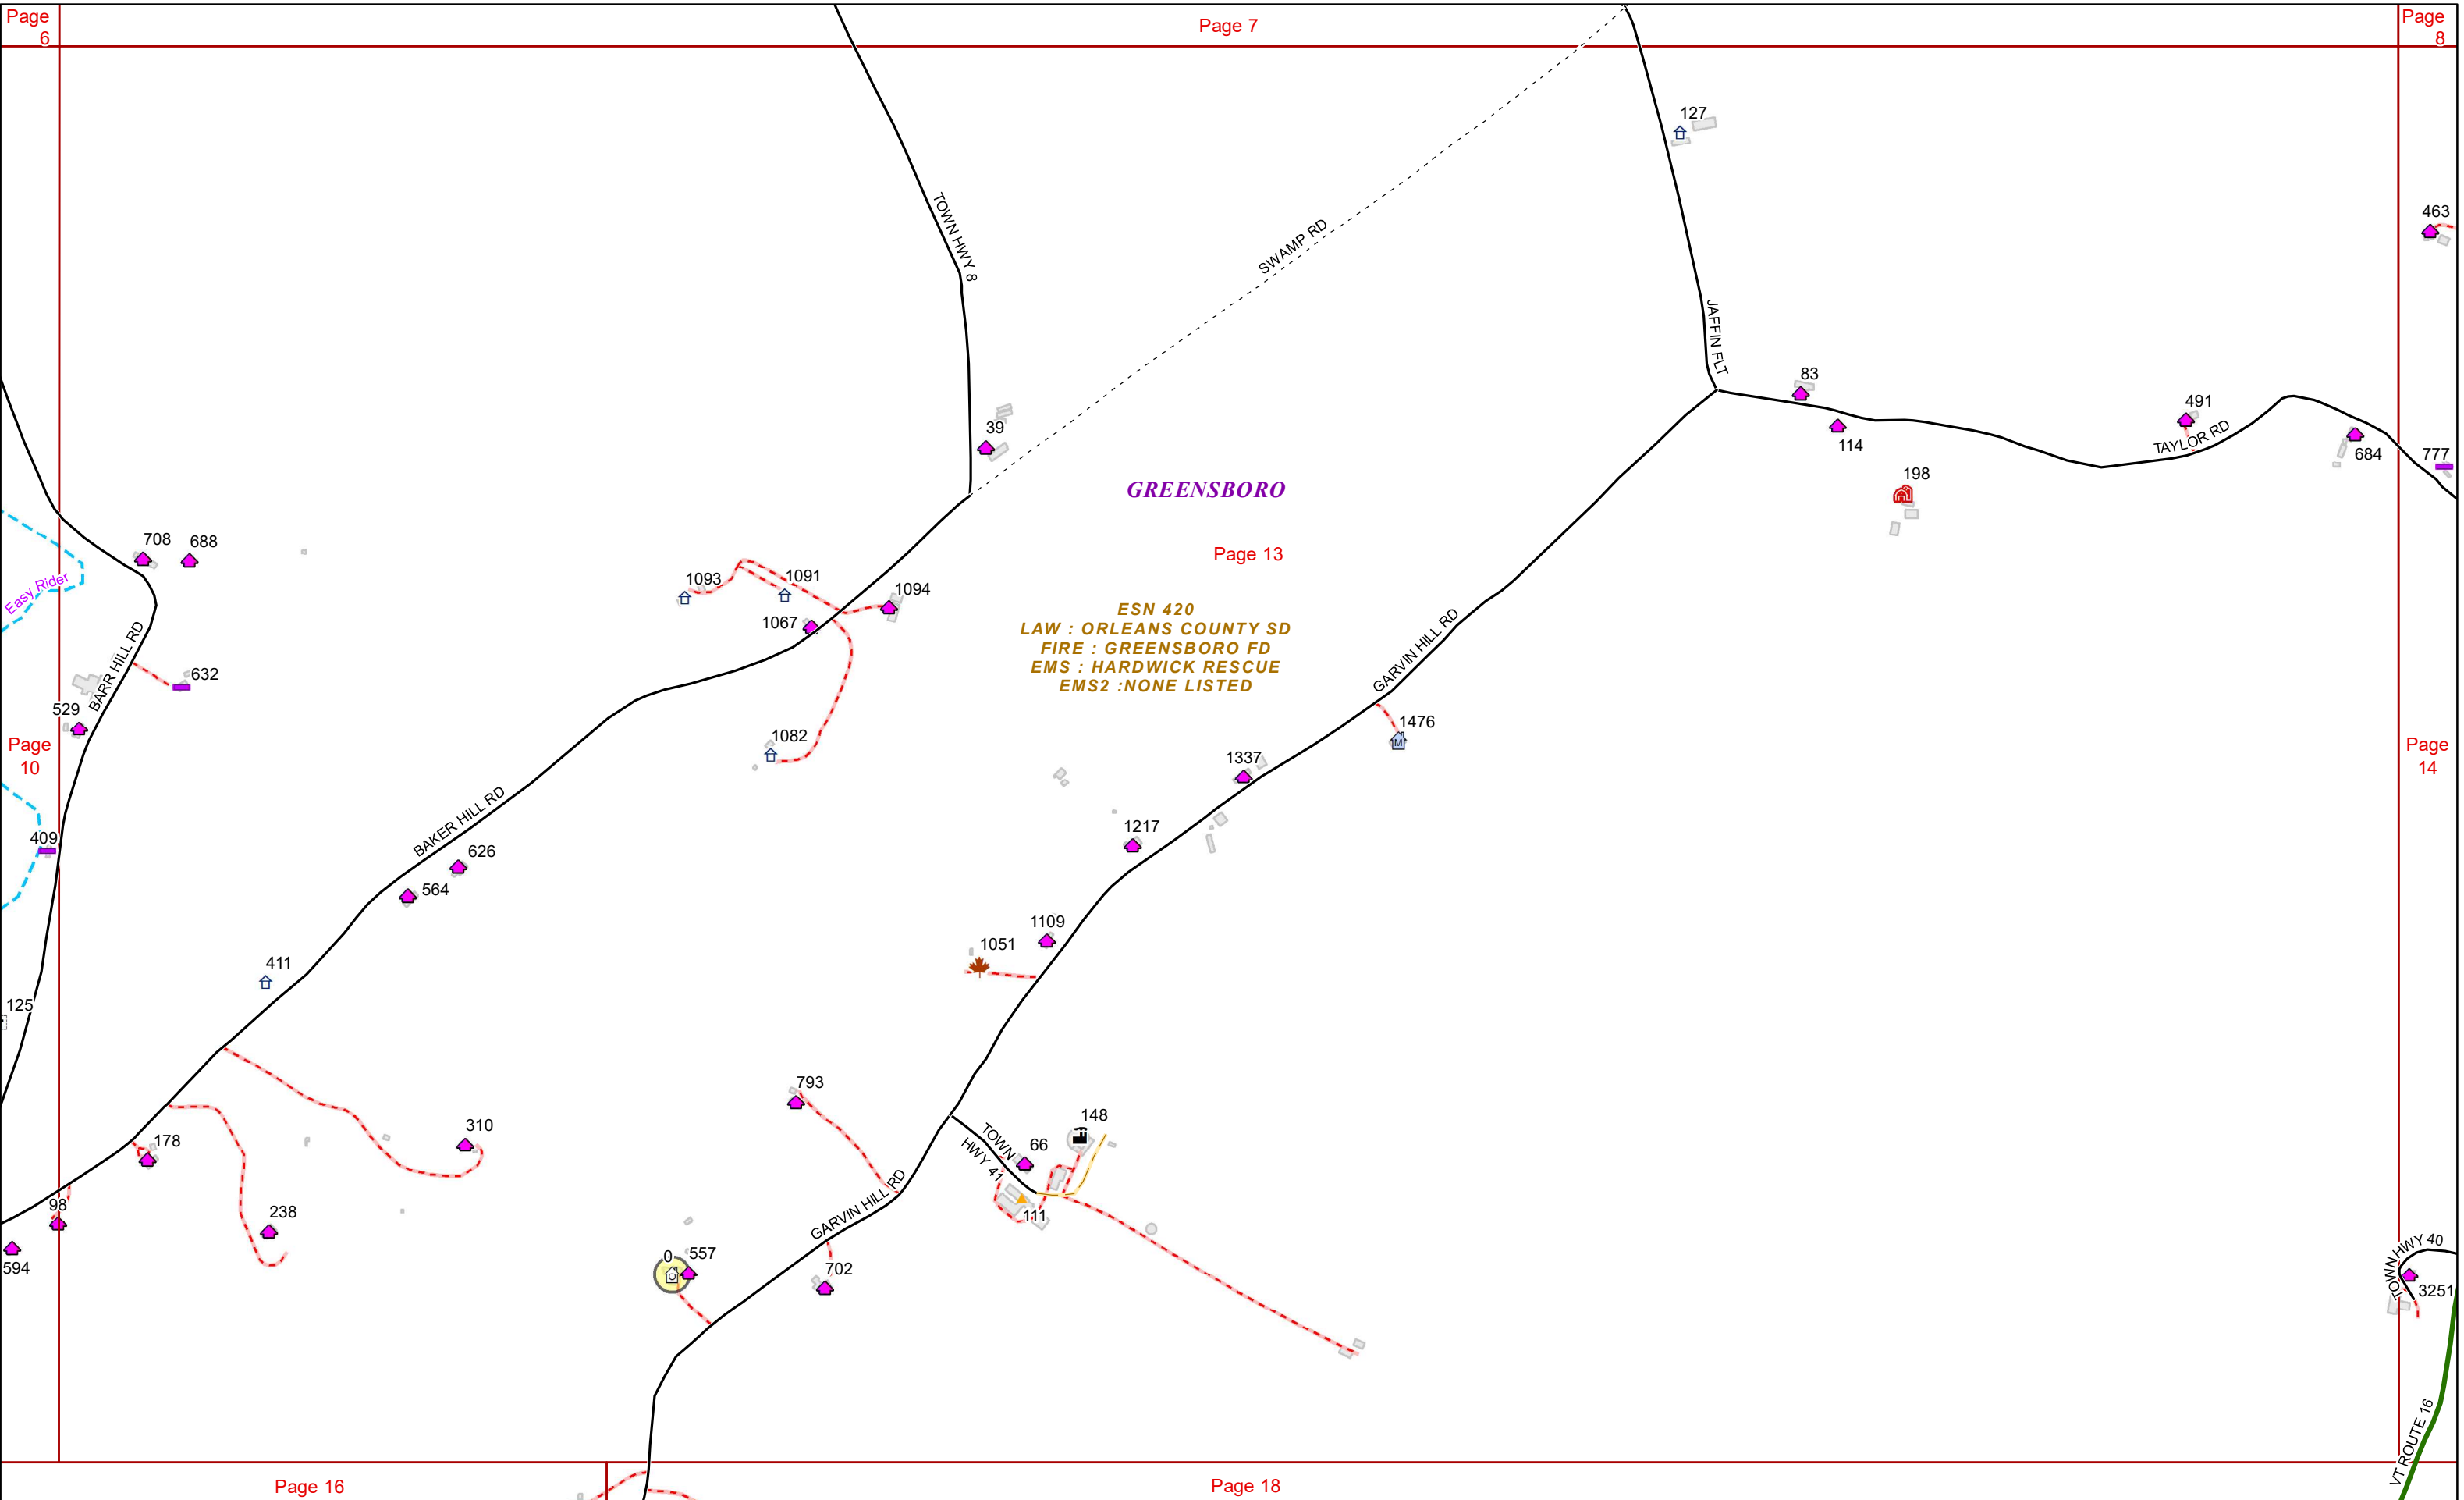 Page
6
Page 7
Page
8
127
TOWN HWY 8
SWAMP RD
463
JAFFIN FLT
83
491
39
114
TAYLOR RD
684
777
198
GREENSBORO
708
688
Page 13
Easy Rider
1093
1091
1094
1067
ESN 420
LAW : ORLEANS COUNTY SD
FIRE : GREENSBORO FD
EMS : HARDWICK RESCUE
EMS2 :NONE LISTED
BARR HILL RD
632
529
GARVIN HILL RD
1476
1082
Page
10
Page
14
1337
BAKER HILL RD
409
626
564
1217
1109
1051
411
125
793
148
178
310
TOWN
HWY 41
66
98
238
GARVIN HILL RD
111
594
0
557
702
TOWN HWY 40
3251
VT ROUTE 16
Page 16
Page 18